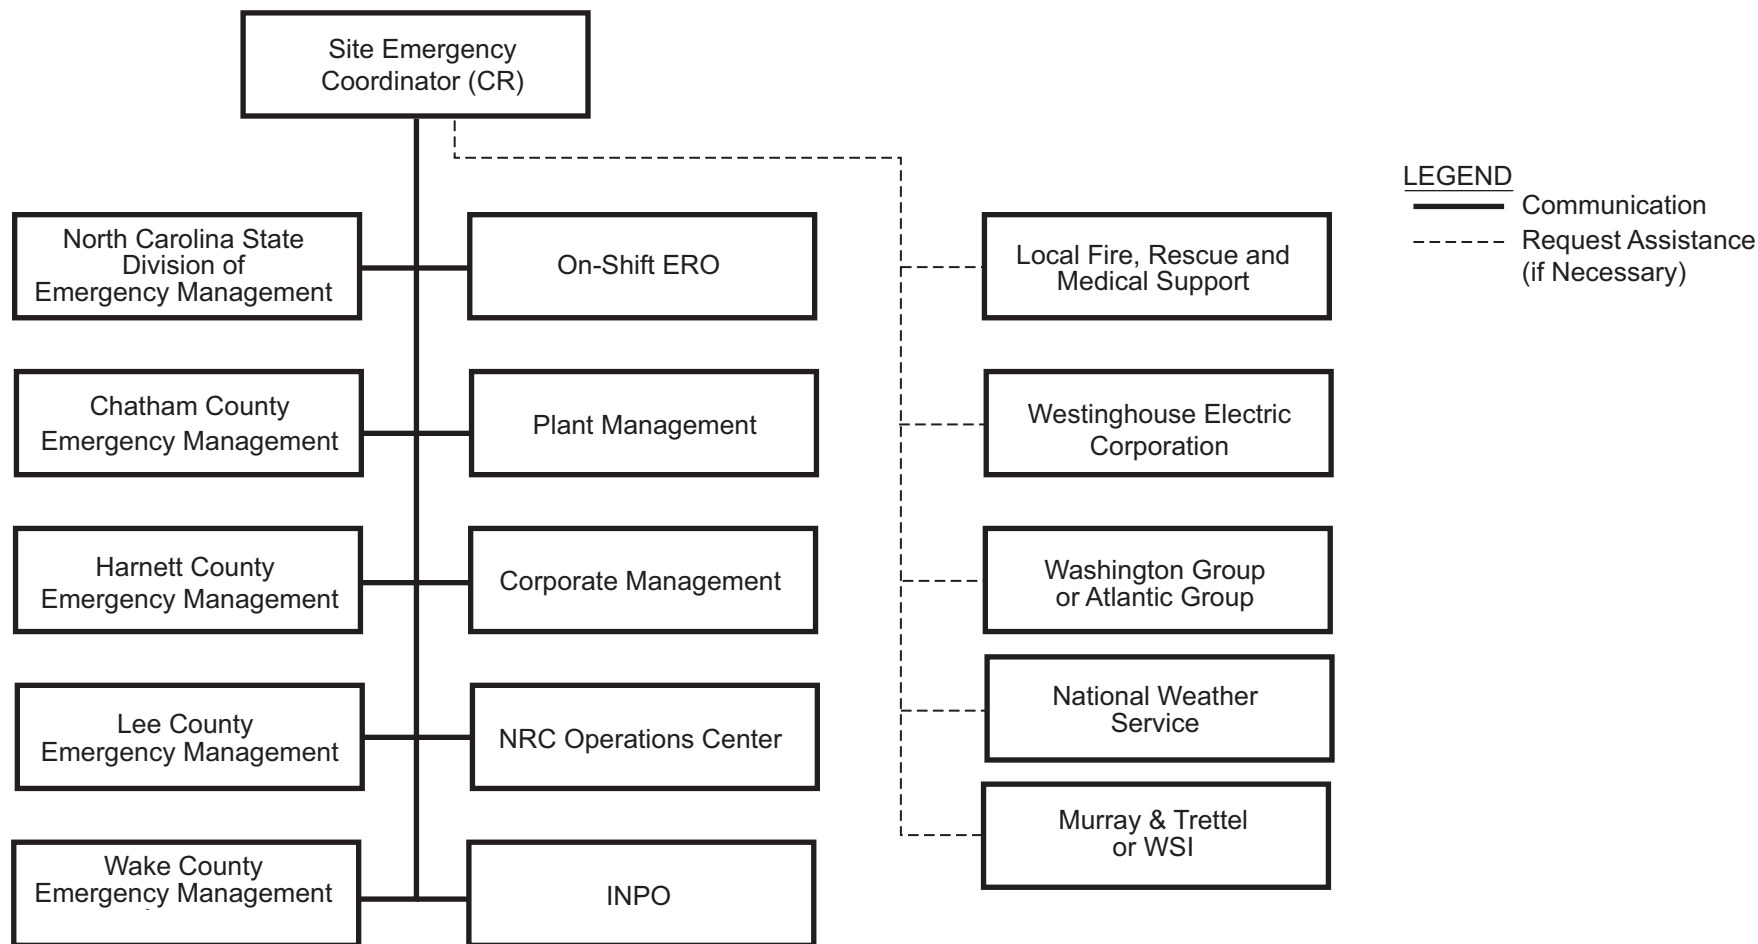 Site Emergency
Coordinator (CR)
LEGEND
Communication
Request Assistance
(if Necessary)
North Carolina State
Division of
Emergency Management
On-Shift ERO
Local Fire, Rescue and
Medical Support
Chatham County
Emergency Management
Plant Management
Westinghouse Electric
Corporation
Harnett County
Emergency Management
Corporate Management
Washington Group
or Atlantic Group
Lee County
Emergency Management
NRC Operations Center
National Weather
Service
Murray & Trettel
or WSI
Wake County
Emergency Management
INPO